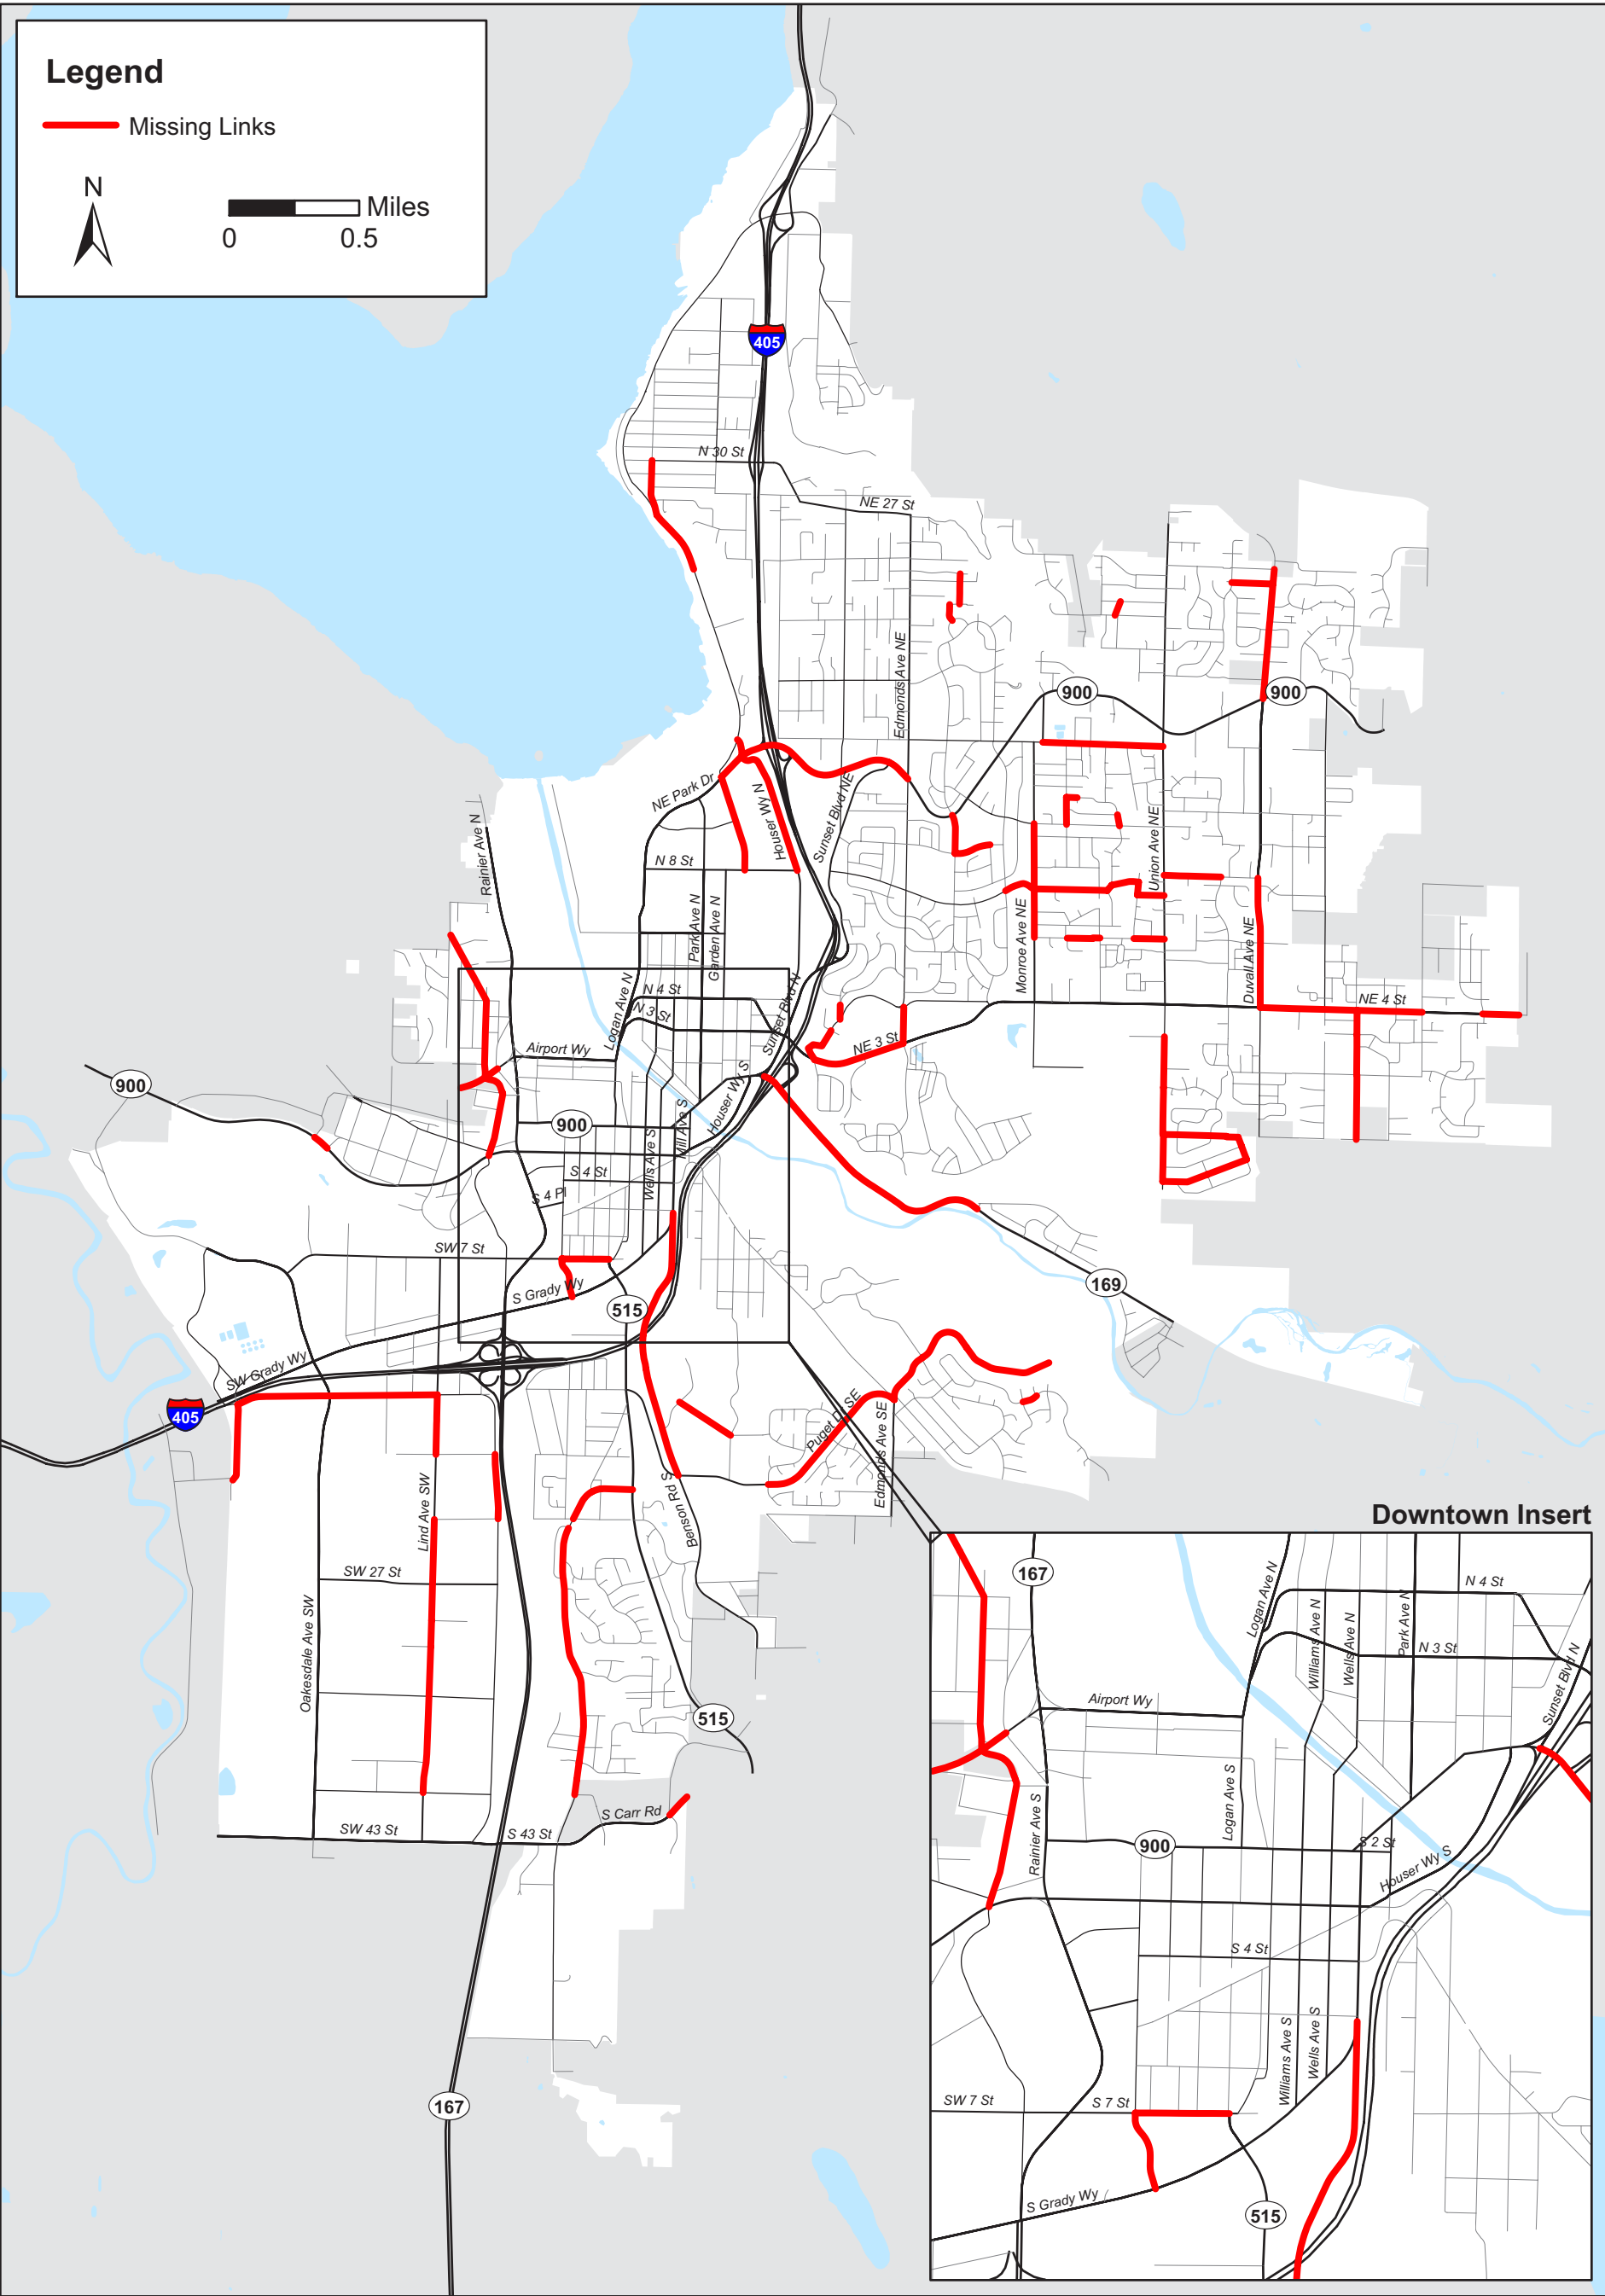 Legend
Missing Links
N
Miles
0 0.5
405
N 30 St
NE 27 St
Edmonds Ave NE
900
900
NE Park Dr
Houser Wy N
Sunset Blvd NE
Rainier Ave N
N 8 St
Park Ave N
Garden Ave N
Union Ave NE
Monroe Ave NE
Duvall Ave NE
NE 4 St
Logan Ave N
N 4 St
N 3 St
Sunset Blvd N
NE 3 St
Airport Wy
900
900
Houser Wy S
Mill Ave S
Wells Ave S
S 4 St
S 4 Pl
SW 7 St
S Grady Wy
515
169
SW Grady Wy
405
Puget Dr SE
Edmonds Ave SE
Benson Rd S
Lind Ave SW
SW 27 St
Oakesdale Ave SW
515
S Carr Rd
SW 43 St
S 43 St
167
Downtown Insert
167
Logan Ave N
N 4 St
Williams Ave N
Wells Ave N
Park Ave N
N 3 St
Sunset Blvd N
Airport Wy
Logan Ave S
Rainier Ave S
900
S 2 St
Houser Wy S
S 4 St
Williams Ave S
Wells Ave S
SW 7 St
S 7 St
S Grady Wy
515